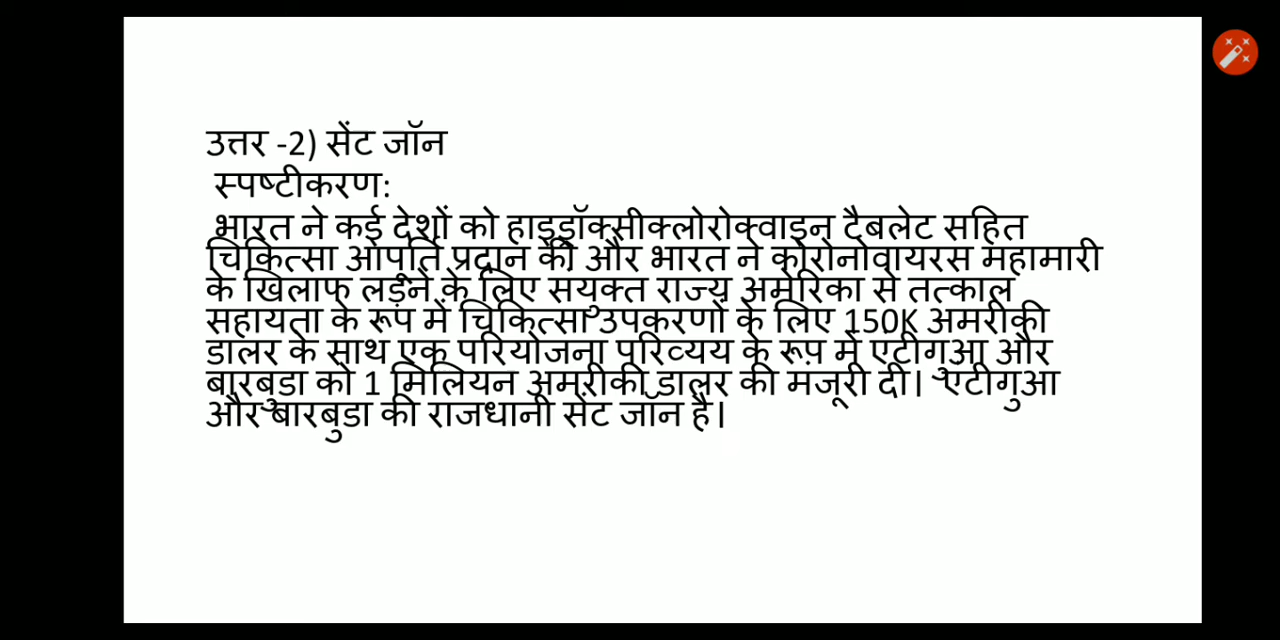 उत्तर -2) सेंट जॉन
स्पष्टीकरण:
भारत ने कई देशों को हाइड्रॉक्सीक्लोरोक्वाइन टैबलेट सहित
चिकित्सा आपूर्ति प्रदान की और भारत ने कोरोनोवायरस महामारी
के खिलाफ लड़ने के लिए संयुक्त राज्य अमेरिका से तत्काल
सहायता के रूप में चिकित्सा उपकरणों के लिए 150K अमरीकी
डालर के साथ एक परियोजना परिव्यय के रूप में एंटीगुआ और
बारबुडा को 1 मिलियन अमरीकी डालर की मंजूरी दी। एंटीगुआ
और बारबुडा की राजधानी सेंट जॉन है।